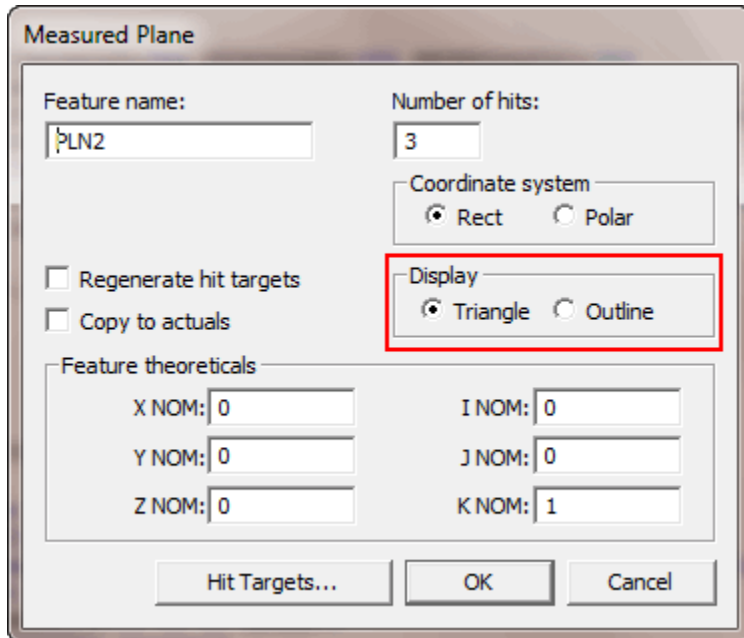 Measured Plane
Feature name:
Number of hits:
PLN2
3
Coordinate system
Rect Polar
Regenerate hit targets
Display
Copy to actuals
Triangle Outline
Feature theoreticals
X NOM: 0 I NOM: 0
Y NOM: 0 J NOM: 0
Z NOM: 0 K NOM: 1
Hit Targets... OK Cancel